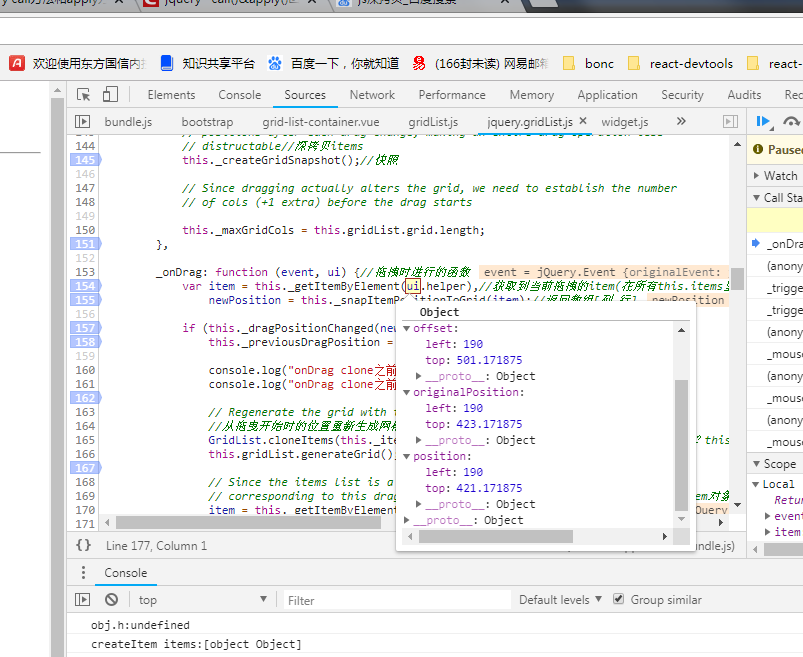 jquery
欢迎使用东方国信内
知识共享平台
百度一下，你就知道
(166封未读) 网易邮箱
bonc
react-devtools
react-
Elements
Console
Sources
Network
Performance
Memory
Application
Security
Audits
bundle.js
bootstrap
grid-list-container.vue
gridList.js
jquery.gridList.js ×
widget.js
»
144 // distructable//深拷贝items
145 this._createGridSnapshot();//快照
146
147 // Since dragging actually alters the grid, we need to establish the number
148 // of cols (+1 extra) before the drag starts
149
150 this._maxGridCols = this.gridList.grid.length;
151 },
152
153 _onDrag: function (event, ui) {//拖拽时进行的函数 event = jQuery.Event {originalEvent:
154 var item = this._getItemByElement(ui.helper),//获取到当前拖拽的item(在所有this.items
155 newPosition = this._snapItemPositionToGrid(item);//返回数组[列,行] newPosition
156
157 if (this._dragPositionChanged(new
158 this._previousDragPosition =
159
160 console.log("onDrag clone之前
161 console.log("onDrag clone之前
162
163 // Regenerate the grid with
164 //从拖曳开始时的位置重新生成网
165 GridList.cloneItems(this._ite
166 this.gridList.generateGrid()
167
168 // Since the items list is a
169 // corresponding to this drag
170 item = this._getItemByElement
171
Object
offset:
left: 190
top: 501.171875
__proto__: Object
originalPosition:
left: 190
top: 423.171875
__proto__: Object
position:
left: 190
top: 421.171875
__proto__: Object
__proto__: Object
{} Line 177, Column 1
ndle.js)
Paused
Watch
Call Sta
_onDra
(anony
_trigge
_trigge
(anony
_mouse
(anony
_mouse
(anony
_mouse
Scope
Local
Retur
event
item
Console
top
Filter
Default levels
Group similar
obj.h:undefined
createItem items:[object Object]